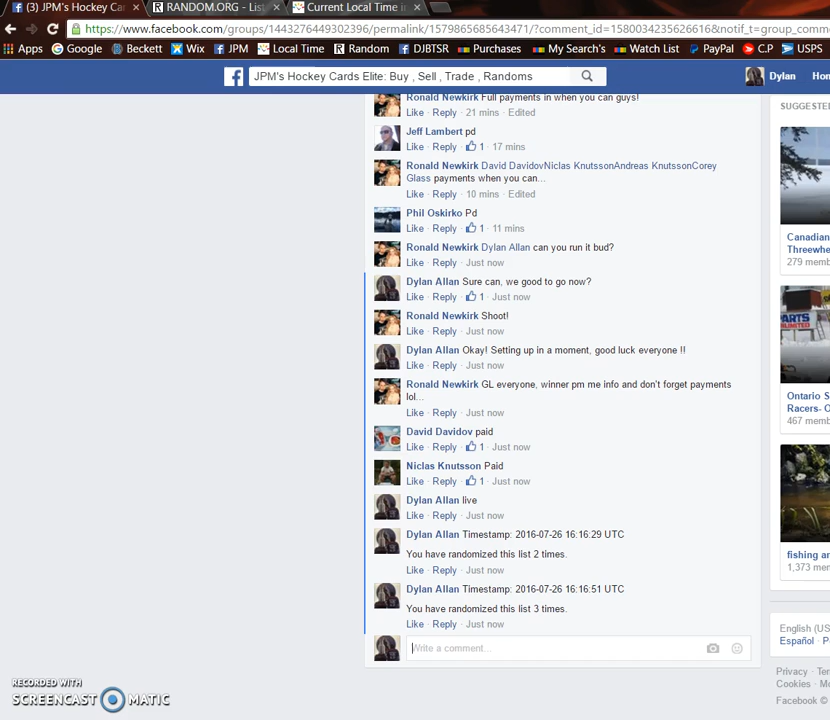 (3) JPM's Hockey Ca
RANDOM.ORG - List
Current Local Time in
https://www.facebook.com/groups/1443276449302396/permalink/1579865685643471/?comment_id=1580034235626616&notif_t=group_comm
Apps Google Beckett Wix JPM Local Time Random DJBTSR Purchases My Search's Watch List PayPal C.P USPS
JPM's Hockey Cards Elite: Buy , Sell , Trade , Randoms
Dylan Hon
Ronald Newkirk Full payments in when you can guys!
Like · Reply · 21 mins · Edited
Jeff Lambert pd
Like · Reply · 1 · 17 mins
Ronald Newkirk David DavidovNiclas KnutssonAndreas KnutssonCorey
Glass payments when you can...
Like · Reply · 10 mins · Edited
Phil Oskirko Pd
Like · Reply · 1 · 11 mins
Ronald Newkirk Dylan Allan can you run it bud?
Like · Reply · Just now
Dylan Allan Sure can, we good to go now?
Like · Reply · 1 · Just now
Ronald Newkirk Shoot!
Like · Reply · Just now
Dylan Allan Okay! Setting up in a moment, good luck everyone !!
Like · Reply · Just now
Ronald Newkirk GL everyone, winner pm me info and don't forget payments
lol...
Like · Reply · Just now
David Davidov paid
Like · Reply · 1 · Just now
Niclas Knutsson Paid
Like · Reply · 1 · Just now
Dylan Allan live
Like · Reply · Just now
Dylan Allan Timestamp: 2016-07-26 16:16:29 UTC
You have randomized this list 2 times.
Like · Reply · Just now
Dylan Allan Timestamp: 2016-07-26 16:16:51 UTC
You have randomized this list 3 times.
Like · Reply · Just now
Write a comment...
SUGGESTED
Canadian
Threewhe
279 memb
ARTS
UNLIMITED
Ontario S
Racers- O
467 memb
fishing an
1,373 mem
English (US
Español · P
Privacy · Ter
Cookies · Mo
Facebook ©
RECORDED WITH
SCREENCAST MATIC